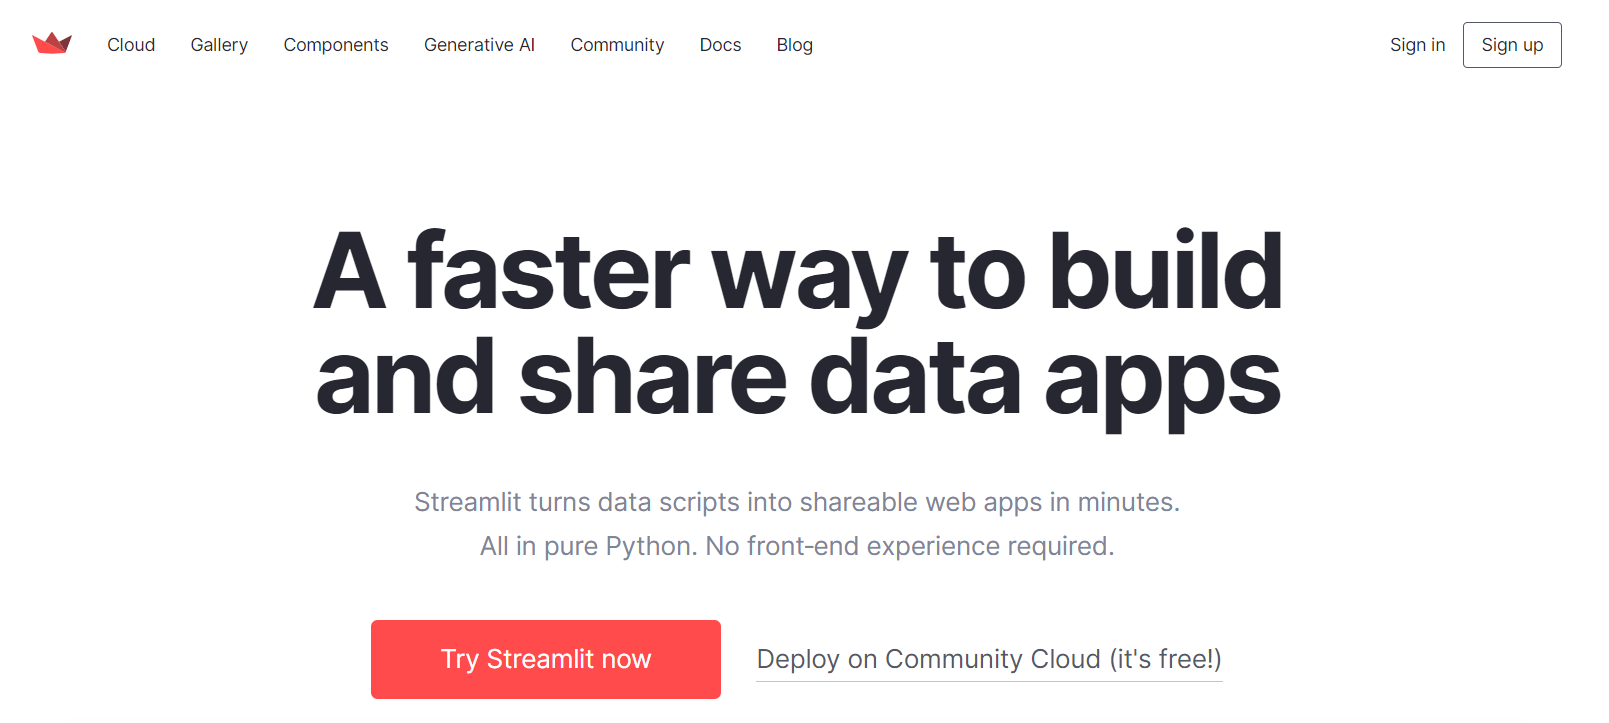 Cloud Gallery Components Generative AI Community Docs Blog Sign in Sign up
A faster way to build
and share data apps
Streamlit turns data scripts into shareable web apps in minutes.
All in pure Python. No front-end experience required.
Try Streamlit now Deploy on Community Cloud (it's free!)